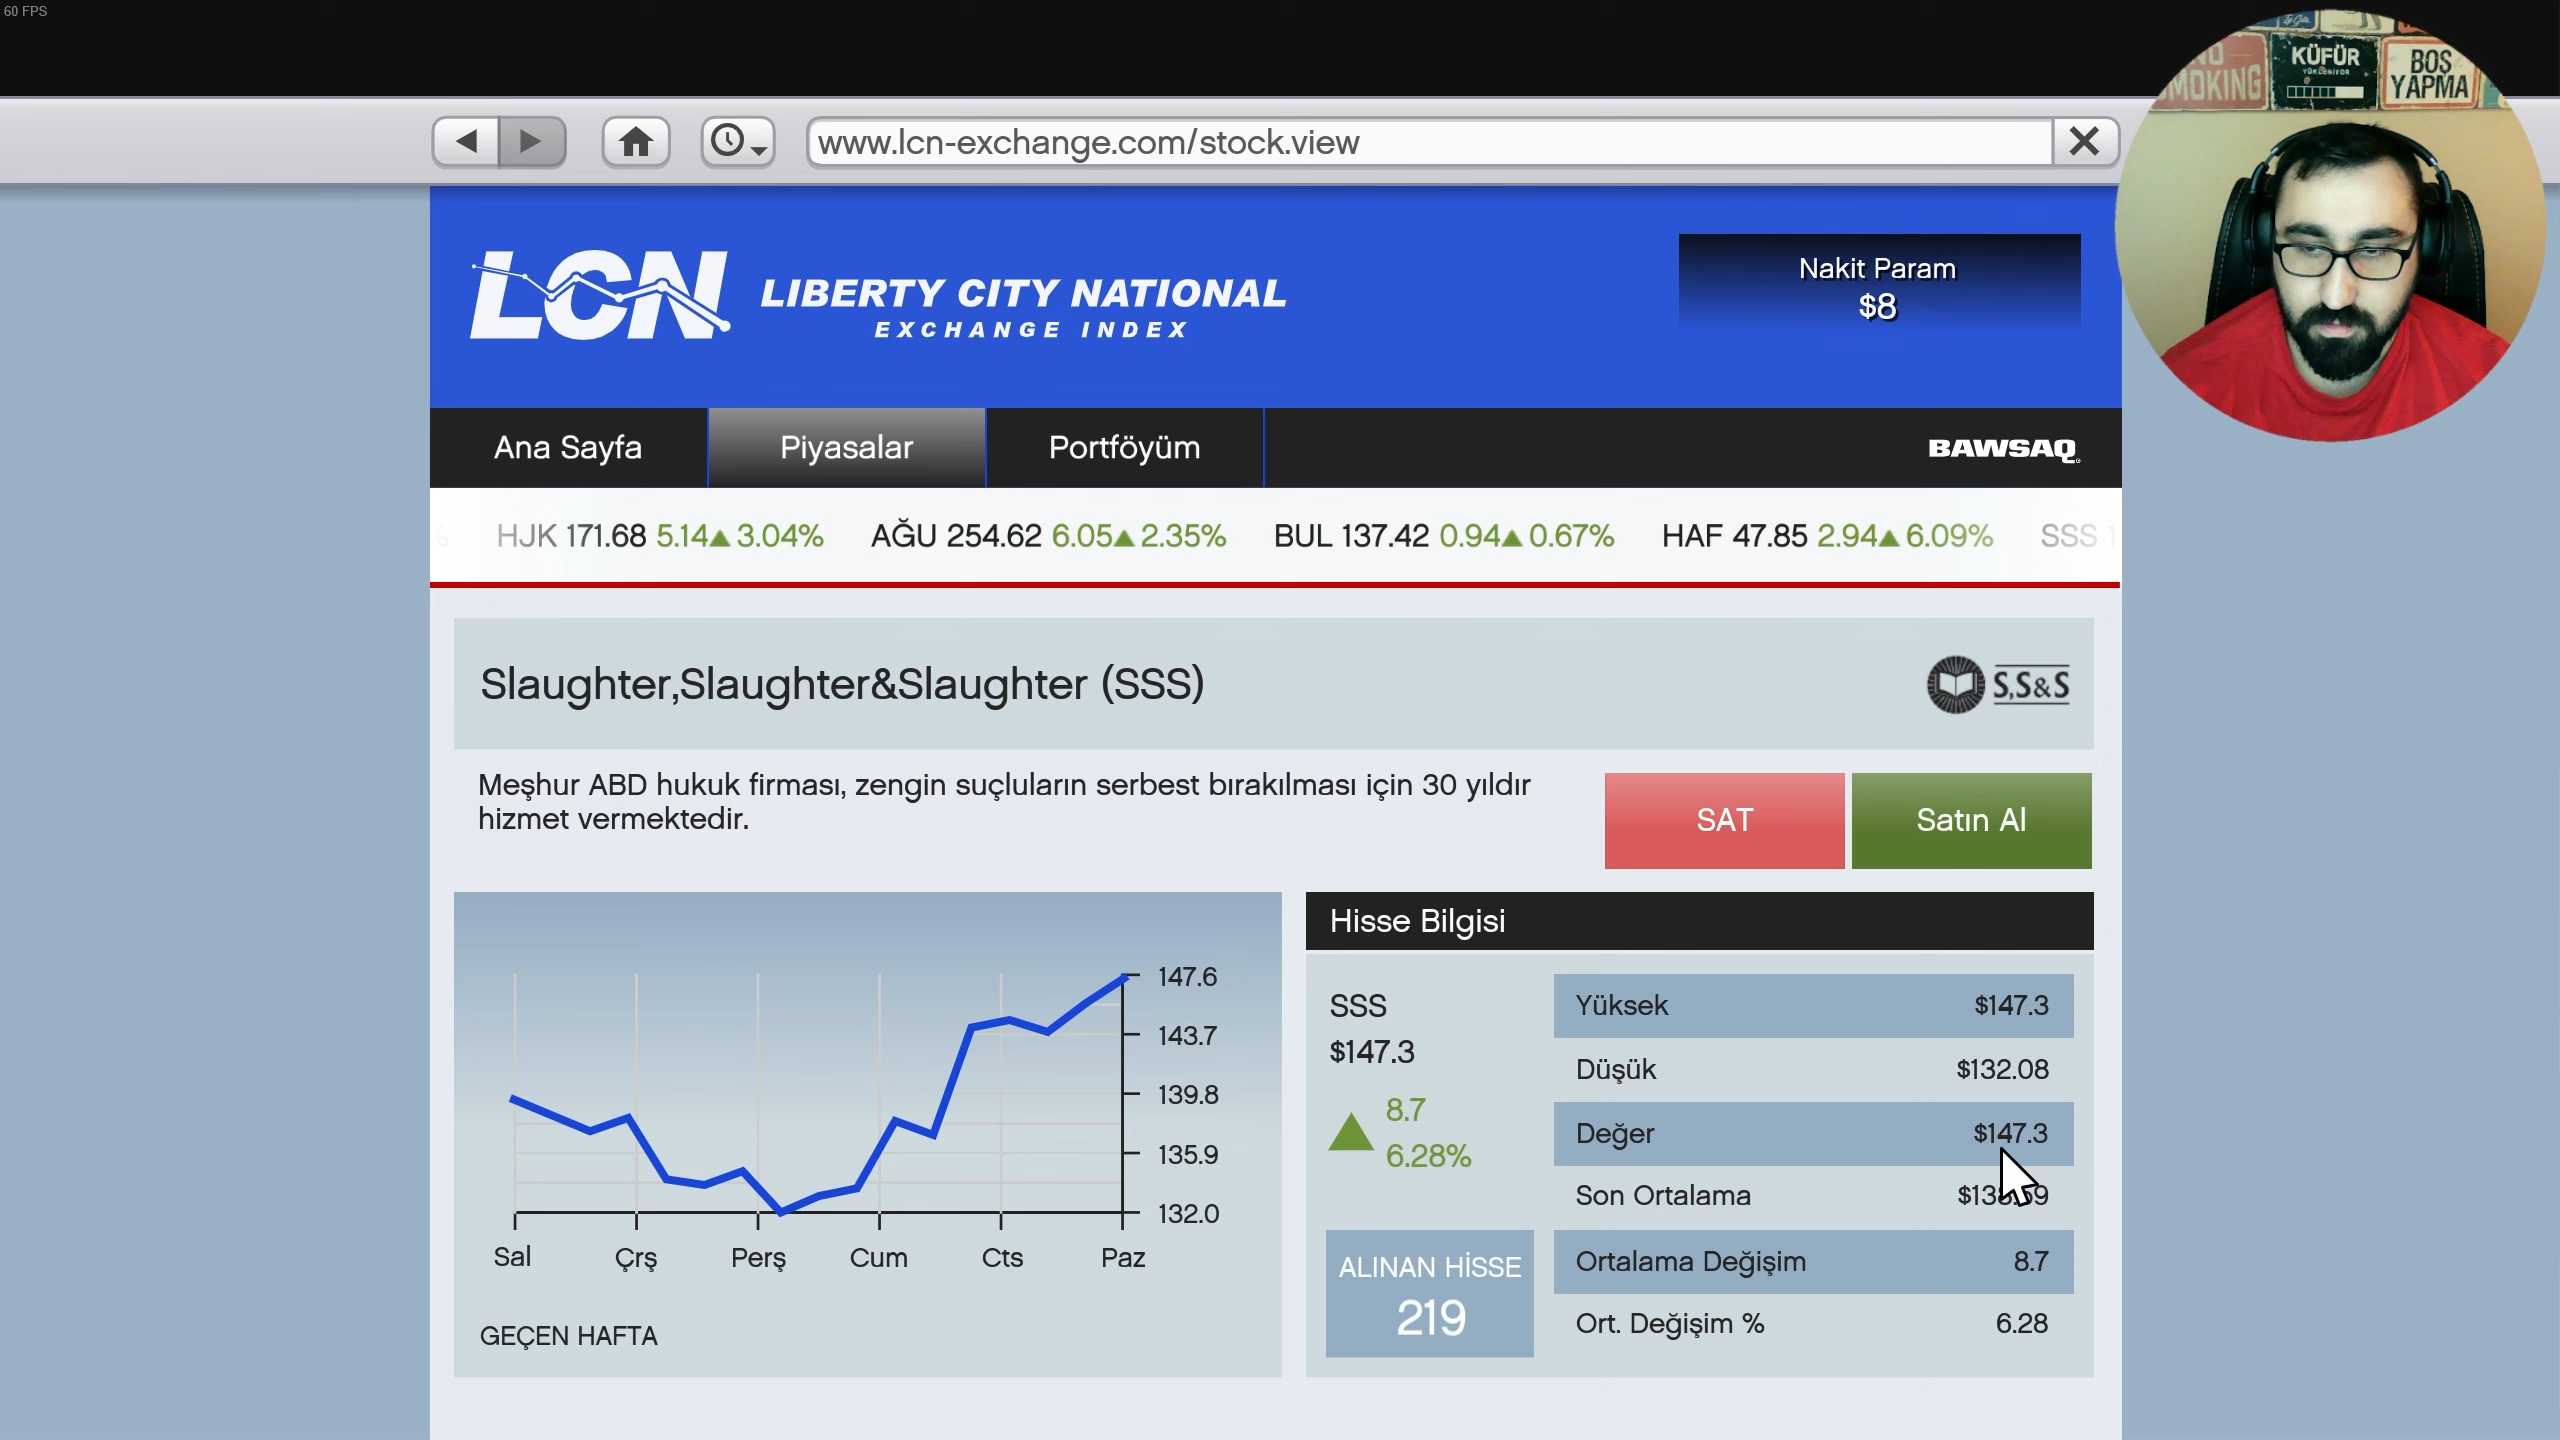 60 FPS
KÜFÜR
YÜKLENİYOR
BOŞ
YAPMA
MOKING
www.lcn-exchange.com/stock.view
LCN LIBERTY CITY NATIONAL
EXCHANGE INDEX
Nakit Param
$8
Ana Sayfa Piyasalar Portföyüm BAWSAQ
HJK 171.68 5.14▲3.04% AĞU 254.62 6.05▲2.35% BUL 137.42 0.94▲0.67% HAF 47.85 2.94▲6.09% SSS 1
Slaughter,Slaughter&Slaughter (SSS)
S,S&S
Meşhur ABD hukuk firması, zengin suçluların serbest bırakılması için 30 yıldır
hizmet vermektedir.
SAT Satın Al
147.6
143.7
139.8
135.9
132.0
Sal Çrş Perş Cum Cts Paz
GEÇEN HAFTA
Hisse Bilgisi
SSS
$147.3
8.7
6.28%
ALINAN HİSSE
219
Yüksek $147.3
Düşük $132.08
Değer $147.3
Son Ortalama
Ortalama Değişim 8.7
Ort. Değişim % 6.28